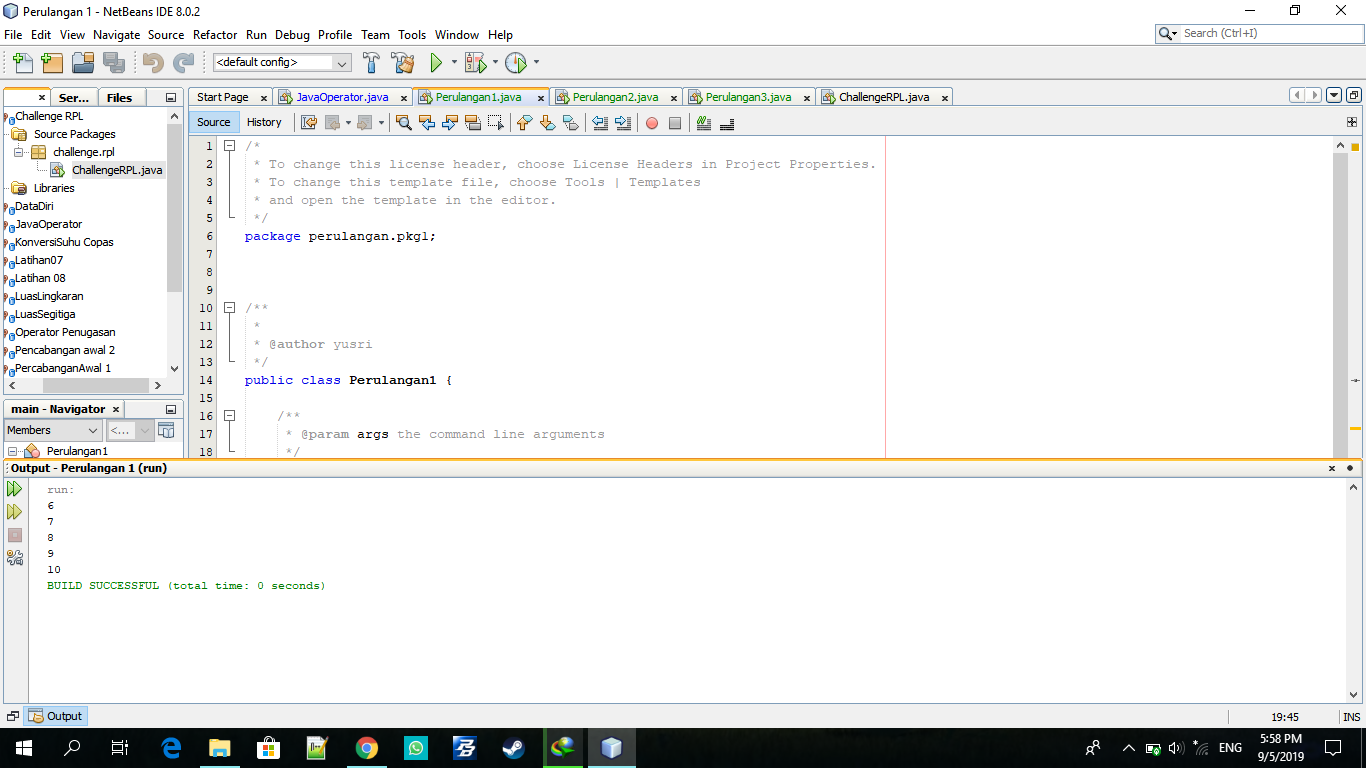 Perulangan 1 - NetBeans IDE 8.0.2
File Edit View Navigate Source Refactor Run Debug Profile Team Tools Window Help
Search (Ctrl+I)
<default config>
Ser... Files
Start Page JavaOperator.java Perulangan1.java Perulangan2.java Perulangan3.java ChallengeRPL.java
Source History
Challenge RPL
Source Packages
challenge.rpl
ChallengeRPL.java
Libraries
DataDiri
JavaOperator
KonversiSuhu Copas
Latihan07
Latihan 08
LuasLingkaran
LuasSegitiga
Operator Penugasan
Pencabangan awal 2
PercabanganAwal 1
main - Navigator
Members
<...
Perulangan1
1 /*
2 * To change this license header, choose License Headers in Project Properties.
3 * To change this template file, choose Tools | Templates
4 * and open the template in the editor.
5 */
6 package perulangan.pkg1;
7
8
9
10 /**
11 *
12 * @author yusri
13 */
14 public class Perulangan1 {
15
16 /**
17 * @param args the command line arguments
18 */
Output - Perulangan 1 (run)
run:
6
7
8
9
10
BUILD SUCCESSFUL (total time: 0 seconds)
Output
19:45 INS
ENG
5:58 PM
9/5/2019